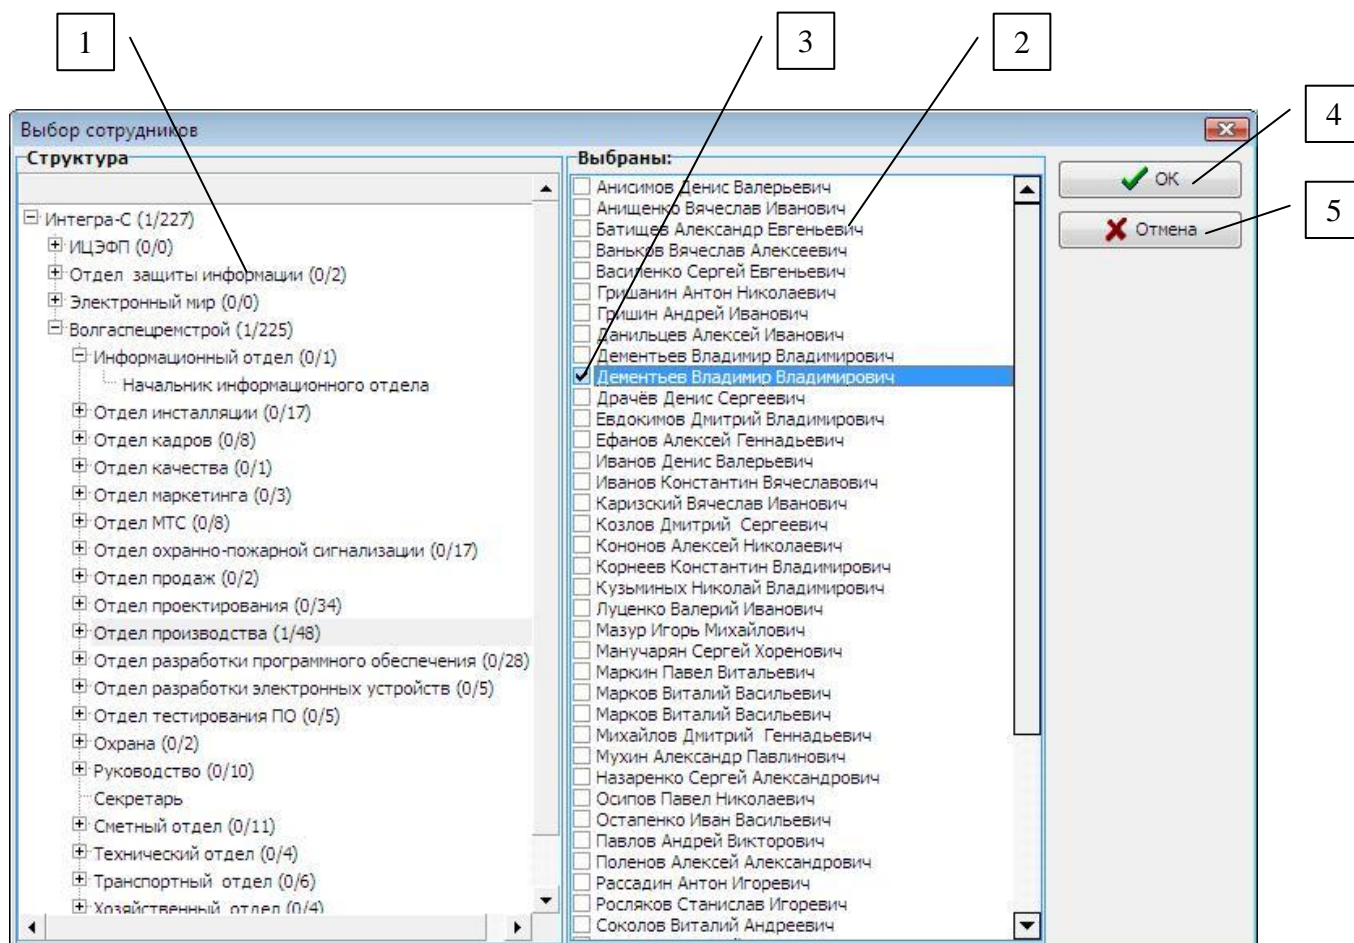 1
3
2
4
5
Выбор сотрудников
Структура
Интегра-С (1/227)
ИЦЭФП (0/0)
Отдел защиты информации (0/2)
Электронный мир (0/0)
Волгаспецремстрой (1/225)
Информационный отдел (0/1)
Начальник информационного отдела
Отдел инсталляции (0/17)
Отдел кадров (0/8)
Отдел качества (0/1)
Отдел маркетинга (0/3)
Отдел МТС (0/8)
Отдел охранно-пожарной сигнализации (0/17)
Отдел продаж (0/2)
Отдел проектирования (0/34)
Отдел производства (1/48)
Отдел разработки программного обеспечения (0/28)
Отдел разработки электронных устройств (0/5)
Отдел тестирования ПО (0/5)
Охрана (0/2)
Руководство (0/10)
Секретарь
Сметный отдел (0/11)
Технический отдел (0/4)
Транспортный отдел (0/6)
Хозяйственный отдел (0/4)
Выбраны:
Анисимов Денис Валерьевич
Анищенко Вячеслав Иванович
Батищев Александр Евгеньевич
Ваньков Вячеслав Алексеевич
Василенко Сергей Евгеньевич
Гришанин Антон Николаевич
Гришин Андрей Иванович
Данильцев Алексей Иванович
Дементьев Владимир Владимирович
Дементьев Владимир Владимирович
Драчёв Денис Сергеевич
Евдокимов Дмитрий Владимирович
Ефанов Алексей Геннадьевич
Иванов Денис Валерьевич
Иванов Константин Вячеславович
Каризский Вячеслав Иванович
Козлов Дмитрий Сергеевич
Кононов Алексей Николаевич
Корнеев Константин Владимирович
Кузьминых Николай Владимирович
Луценко Валерий Иванович
Мазур Игорь Михайлович
Манучарян Сергей Хоренович
Маркин Павел Витальевич
Марков Виталий Васильевич
Марков Виталий Васильевич
Михайлов Дмитрий Геннадьевич
Мухин Александр Павлинович
Назаренко Сергей Александрович
Осипов Павел Николаевич
Остапенко Иван Васильевич
Павлов Андрей Викторович
Поленов Алексей Александрович
Рассадин Антон Игоревич
Росляков Станислав Игоревич
Соколов Виталий Андреевич
ОК
Отмена